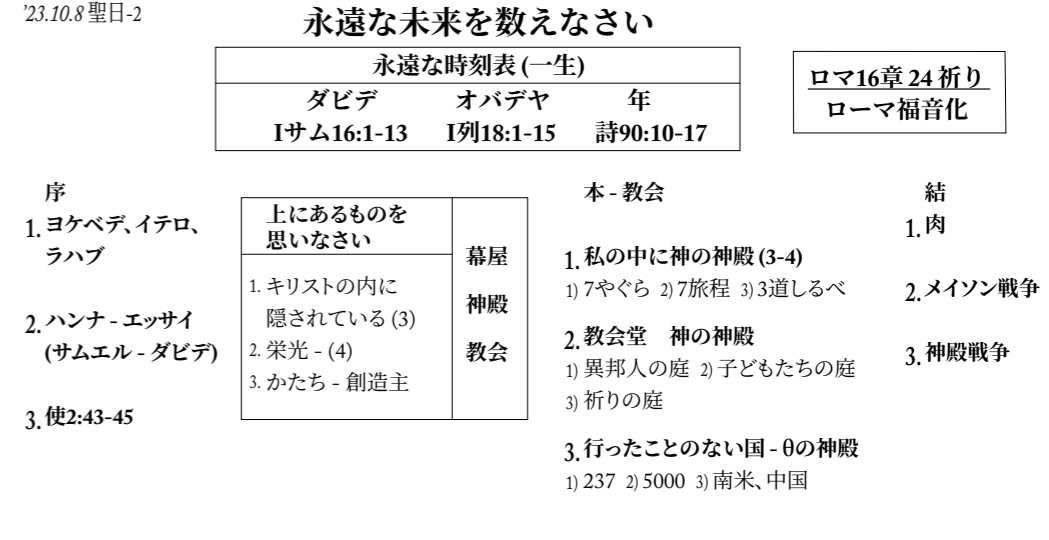 '23.10.8 聖日-2
永遠な未来を数えなさい
永遠な時刻表 (一生)
ダビデ オバデヤ 年
Iサム16:1-13 I列18:1-15 詩90:10-17
ロマ16章 24 祈り
ローマ福音化
序
1. ヨケベデ、イテロ、
ラハブ
2. ハンナ - エッサイ
(サムエル - ダビデ)
3. 使2:43-45
上にあるものを
思いなさい
1. キリストの内に
隠されている (3)
2. 栄光 - (4)
3. かたち - 創造主
幕屋
神殿
教会
本 - 教会
1. 私の中に神の神殿 (3-4)
1) 7やぐら 2) 7旅程 3) 3道しるべ
2. 教会堂 神の神殿
1) 異邦人の庭 2) 子どもたちの庭
3) 祈りの庭
3. 行ったことのない国 - θの神殿
1) 237 2) 5000 3) 南米、中国
結
1. 肉
2. メイソン戦争
3. 神殿戦争